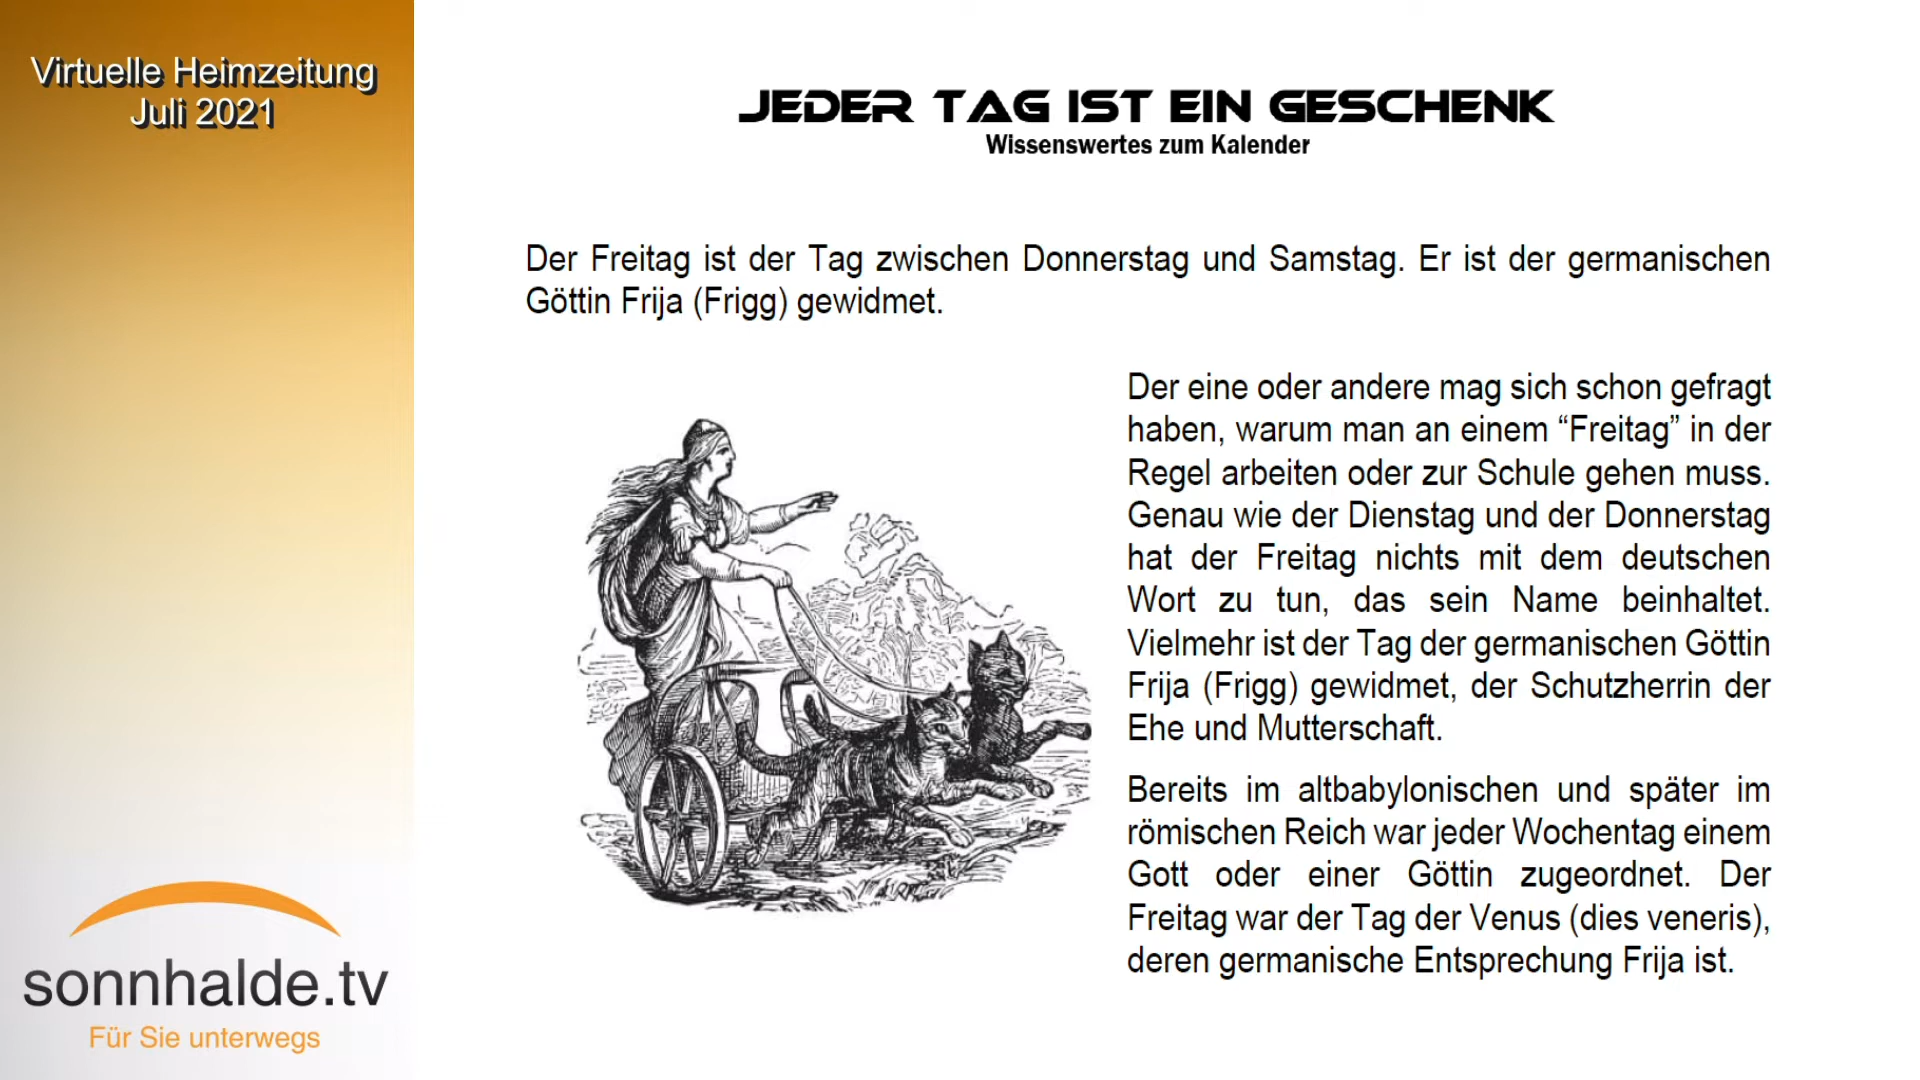 Virtuelle Heimzeitung
Juli 2021
JEDER TAG IST EIN GESCHENK
Wissenswertes zum Kalender
Der Freitag ist der Tag zwischen Donnerstag und Samstag. Er ist der germanischen
Göttin Frija (Frigg) gewidmet.
Der eine oder andere mag sich schon gefragt
haben, warum man an einem “Freitag” in der
Regel arbeiten oder zur Schule gehen muss.
Genau wie der Dienstag und der Donnerstag
hat der Freitag nichts mit dem deutschen
Wort zu tun, das sein Name beinhaltet.
Vielmehr ist der Tag der germanischen Göttin
Frija (Frigg) gewidmet, der Schutzherrin der
Ehe und Mutterschaft.
Bereits im altbabylonischen und später im
römischen Reich war jeder Wochentag einem
Gott oder einer Göttin zugeordnet. Der
Freitag war der Tag der Venus (dies veneris),
deren germanische Entsprechung Frija ist.
sonnhalde.tv
Für Sie unterwegs